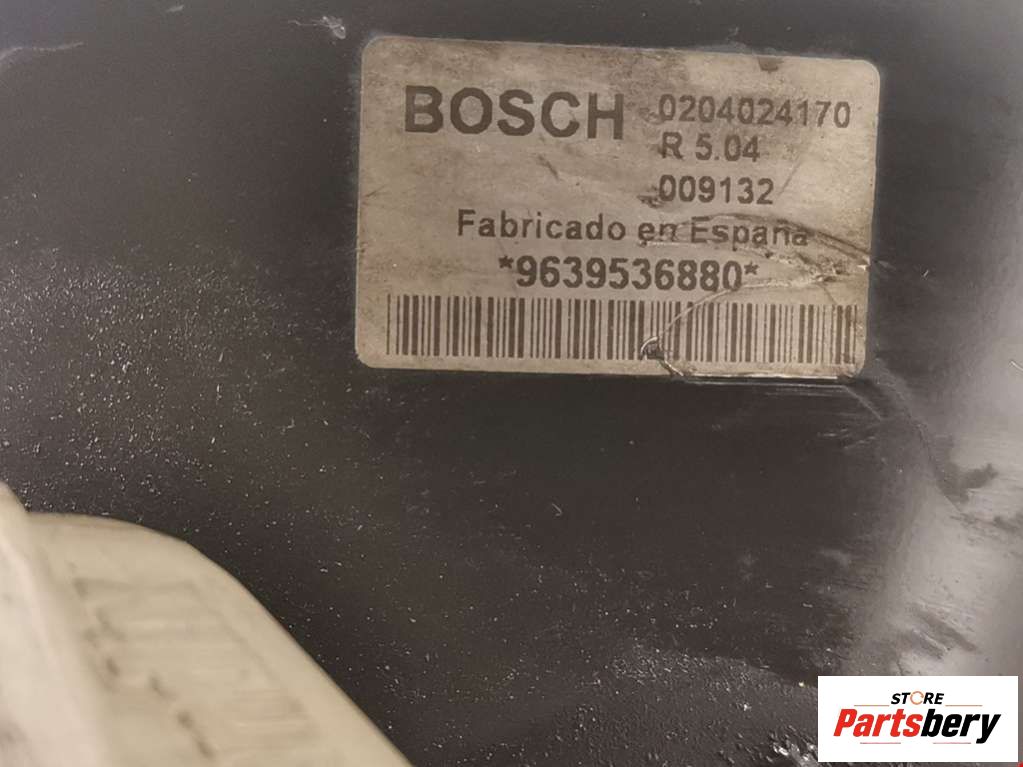 BOSCH 0204024170
R 5.04
009132
Fabricado en España
*9639536880*
STORE
Partsbery